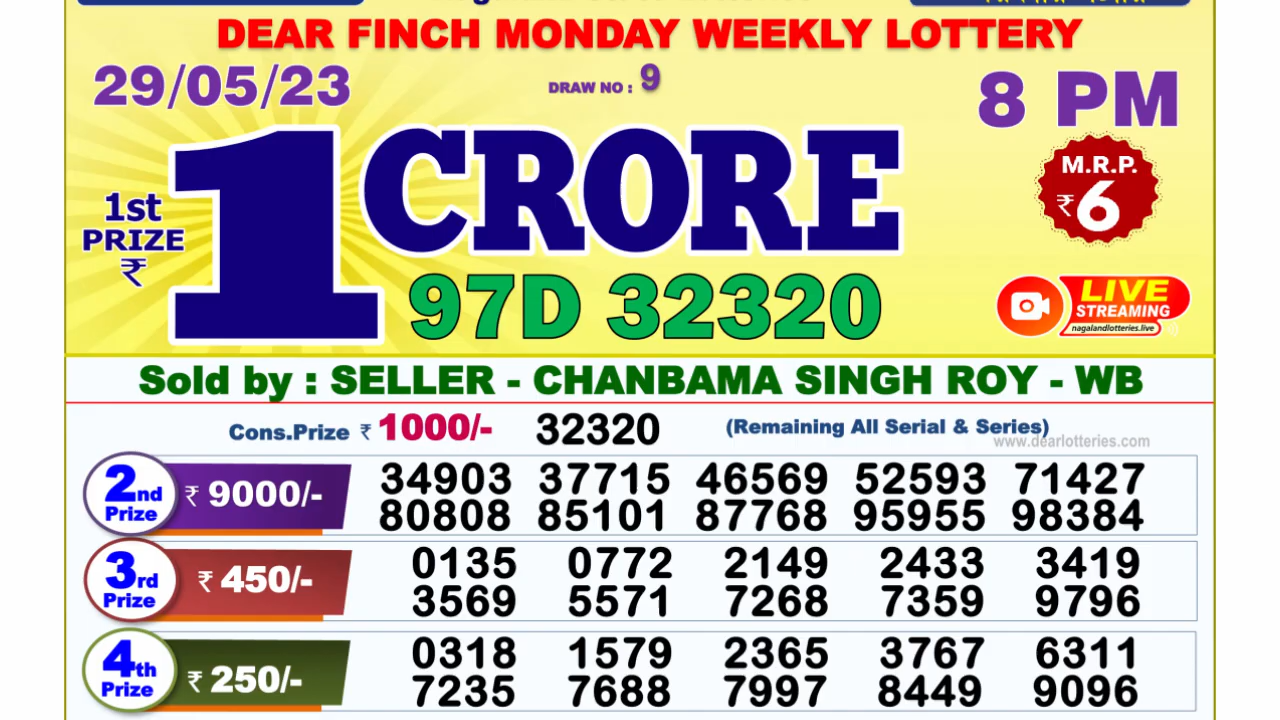 DEAR FINCH MONDAY WEEKLY LOTTERY
29/05/23
DRAW NO : 9
8 PM
1st
PRIZE
₹
1 CRORE
97D 32320
M.R.P.
₹6
LIVE
STREAMING
nagalandlotteries.live
Sold by : SELLER - CHANBAMA SINGH ROY - WB
Cons.Prize ₹ 1000/- 32320 (Remaining All Serial & Series)
www.dearlotteries.com
2nd Prize ₹ 9000/-
34903 37715 46569 52593 71427
80808 85101 87768 95955 98384
3rd Prize ₹ 450/-
0135 0772 2149 2433 3419
3569 5571 7268 7359 9796
4th Prize ₹ 250/-
0318 1579 2365 3767 6311
7235 7688 7997 8449 9096